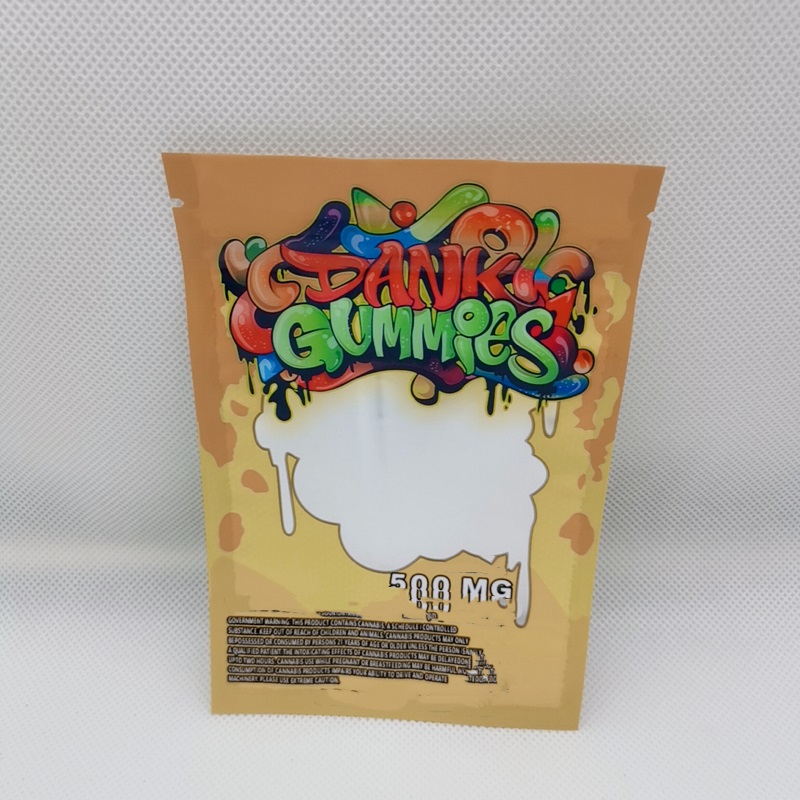 DANK
GUMMIES
MG
GOVERNMENT WARNING: THIS PRODUCT CONTAINS CANNABIS, A SCHEDULE I CONTROLLED
SUBSTANCE. KEEP OUT OF REACH OF CHILDREN AND ANIMALS. CANNABIS PRODUCTS MAY ONLY
BE POSSESSED OR CONSUMED BY PERSONS 21 YEARS OF AGE OR OLDER UNLESS THE PERSON IS
A QUALIFIED PATIENT. THE INTOXICATING EFFECTS OF CANNABIS PRODUCTS MAY BE DELAYED
UP TO TWO HOURS. CANNABIS USE WHILE PREGNANT OR BREASTFEEDING MAY BE HARMFUL.
CONSUMPTION OF CANNABIS PRODUCTS IMPAIRS YOUR ABILITY TO DRIVE AND OPERATE
MACHINERY. PLEASE USE EXTREME CAUTION.